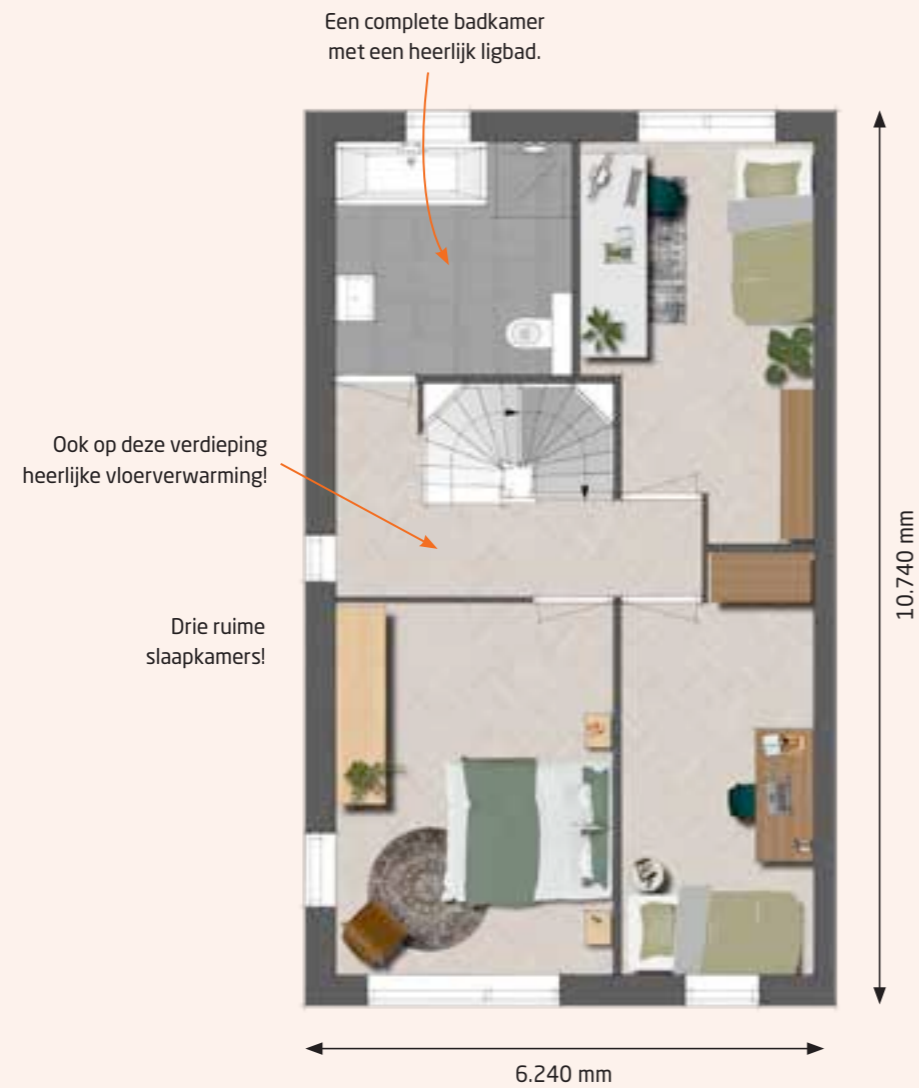 Een complete badkamer
met een heerlijk ligbad.
Ook op deze verdieping
heerlijke vloerverwarming!
Drie ruime
slaapkamers!
10.740 mm
6.240 mm